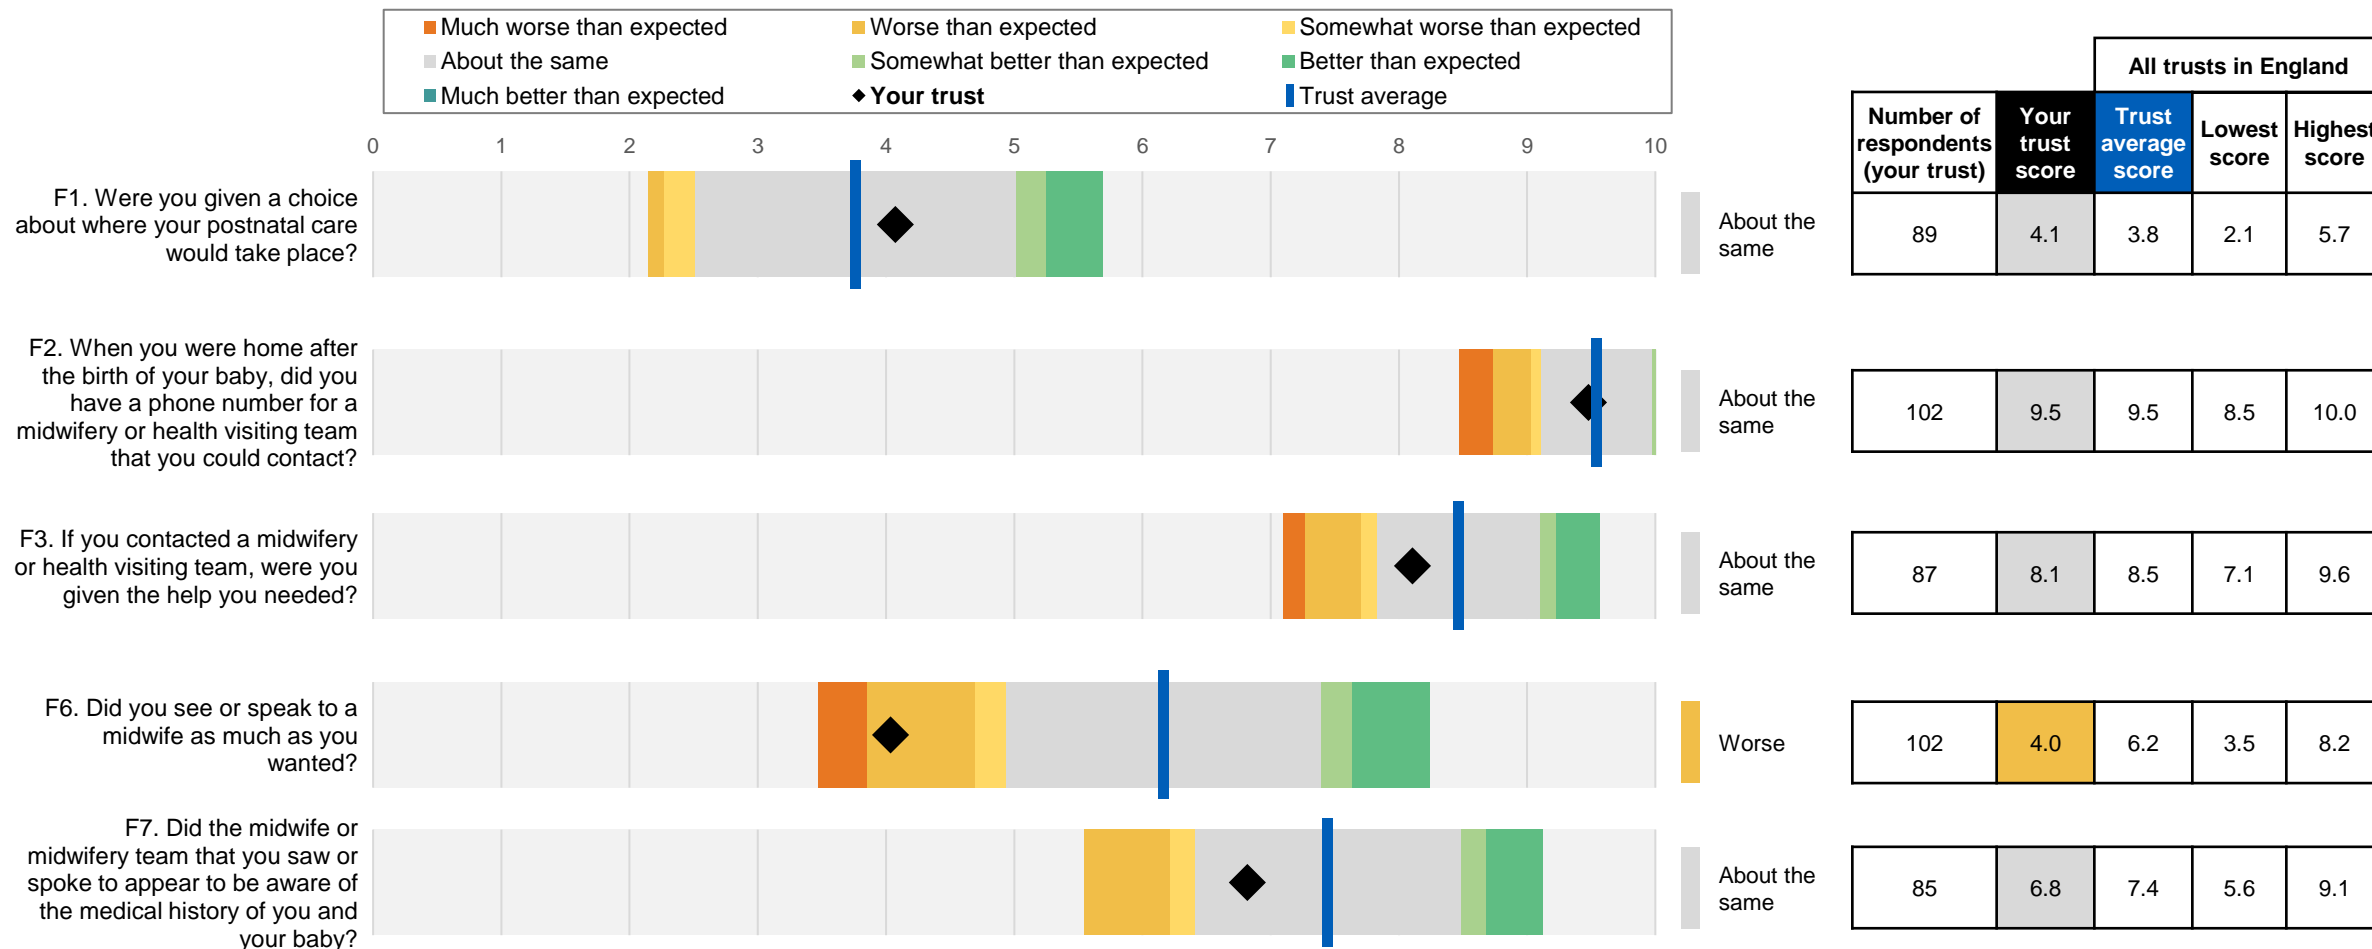 Much worse than expected
Worse than expected
Somewhat worse than expected
About the same
Somewhat better than expected
Better than expected
Much better than expected
Your trust
Trust average
All trusts in England
Number of
respondents
(your trust)
Your
trust
score
Trust
average
score
Lowest
score
Highest
score
0 1 2 3 4 5 6 7 8 9 10
F1. Were you given a choice
about where your postnatal care
would take place?
About the
same
89 4.1 3.8 2.1 5.7
F2. When you were home after
the birth of your baby, did you
have a phone number for a
midwifery or health visiting team
that you could contact?
About the
same
102 9.5 9.5 8.5 10.0
F3. If you contacted a midwifery
or health visiting team, were you
given the help you needed?
About the
same
87 8.1 8.5 7.1 9.6
F6. Did you see or speak to a
midwife as much as you
wanted?
Worse
102 4.0 6.2 3.5 8.2
F7. Did the midwife or
midwifery team that you saw or
spoke to appear to be aware of
the medical history of you and
your baby?
About the
same
85 6.8 7.4 5.6 9.1